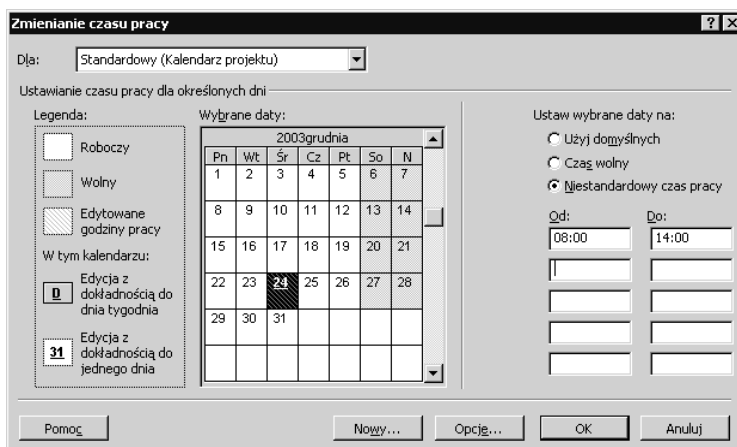 Zmienianie czasu pracy
Dla: Standardowy (Kalendarz projektu)
Ustawianie czasu pracy dla określonych dni
Legenda:
Roboczy
Wolny
Edytowane
godziny pracy
W tym kalendarzu:
D
Edycja z
dokładnością do
dnia tygodnia
31
Edycja z
dokładnością do
jednego dnia
Wybrane daty:
2003grudnia
Pn Wt Śr Cz Pt So N
1 2 3 4 5 6 7
8 9 10 11 12 13 14
15 16 17 18 19 20 21
22 23 24 25 26 27 28
29 30 31
Ustaw wybrane daty na:
Użyj domyślnych
Czas wolny
Niestandardowy czas pracy
Od: Do:
08:00 14:00
Pomoc Nowy... Opcje... OK Anuluj